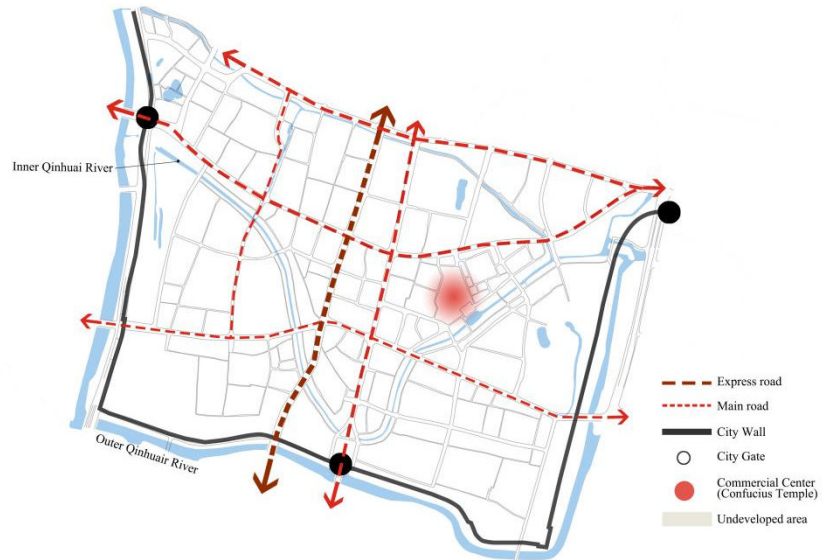 Inner Qinhuai River
Outer Qinhuair River
Express road
Main road
City Wall
City Gate
Commercial Center
(Confucius Temple)
Undeveloped area